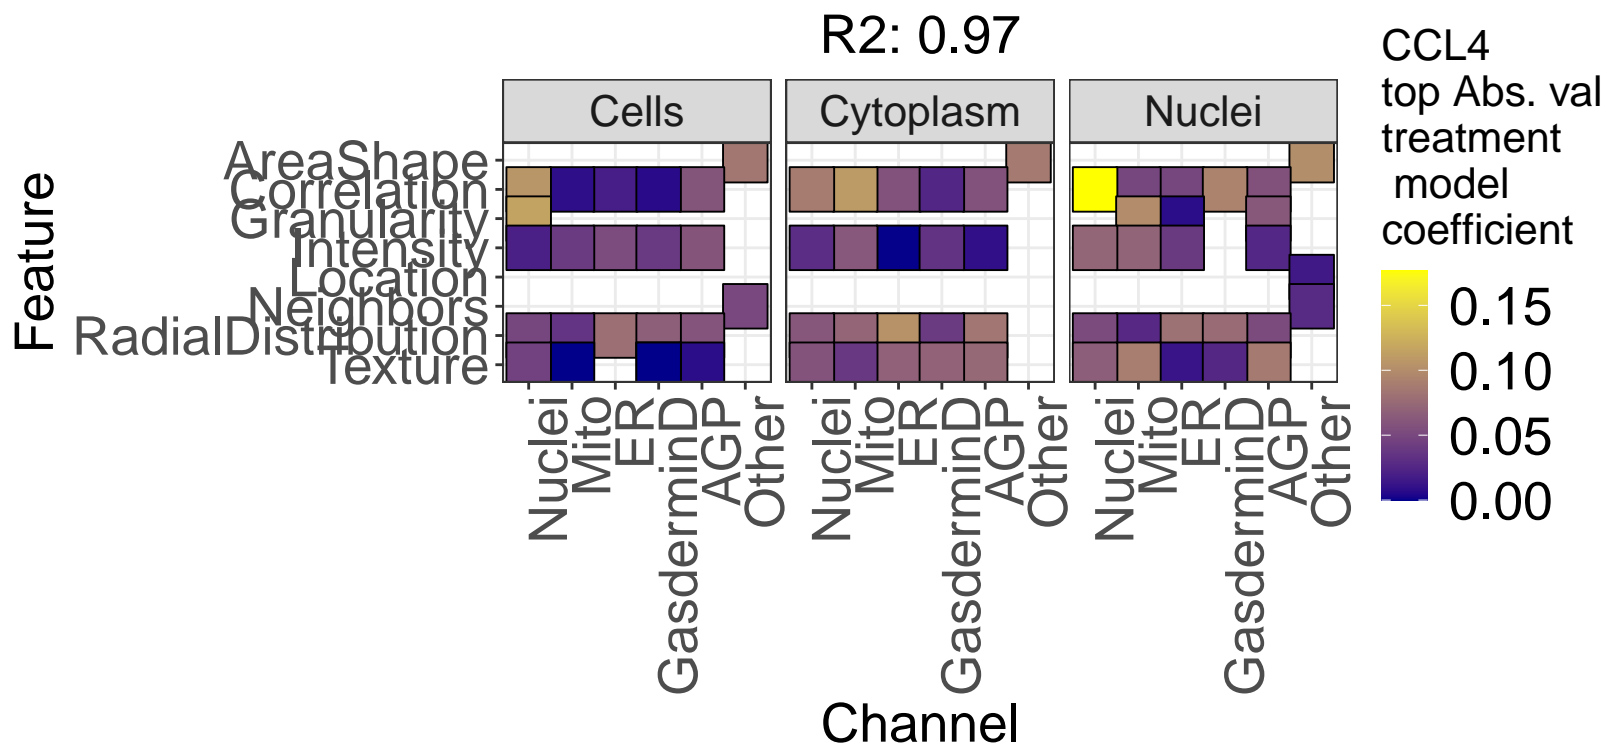 R2: 0.97
Cells
Cytoplasm
Nuclei
Feature
AreaShape
Correlation
Granularity
Intensity
Location
Neighbors
RadialDistribution
Texture
Nuclei
Mito
ER
GasderminD
AGP
Other
Nuclei
Mito
ER
GasderminD
AGP
Other
Nuclei
Mito
ER
GasderminD
AGP
Other
Channel
CCL4
top Abs. val
treatment
model
coefficient
0.15
0.10
0.05
0.00